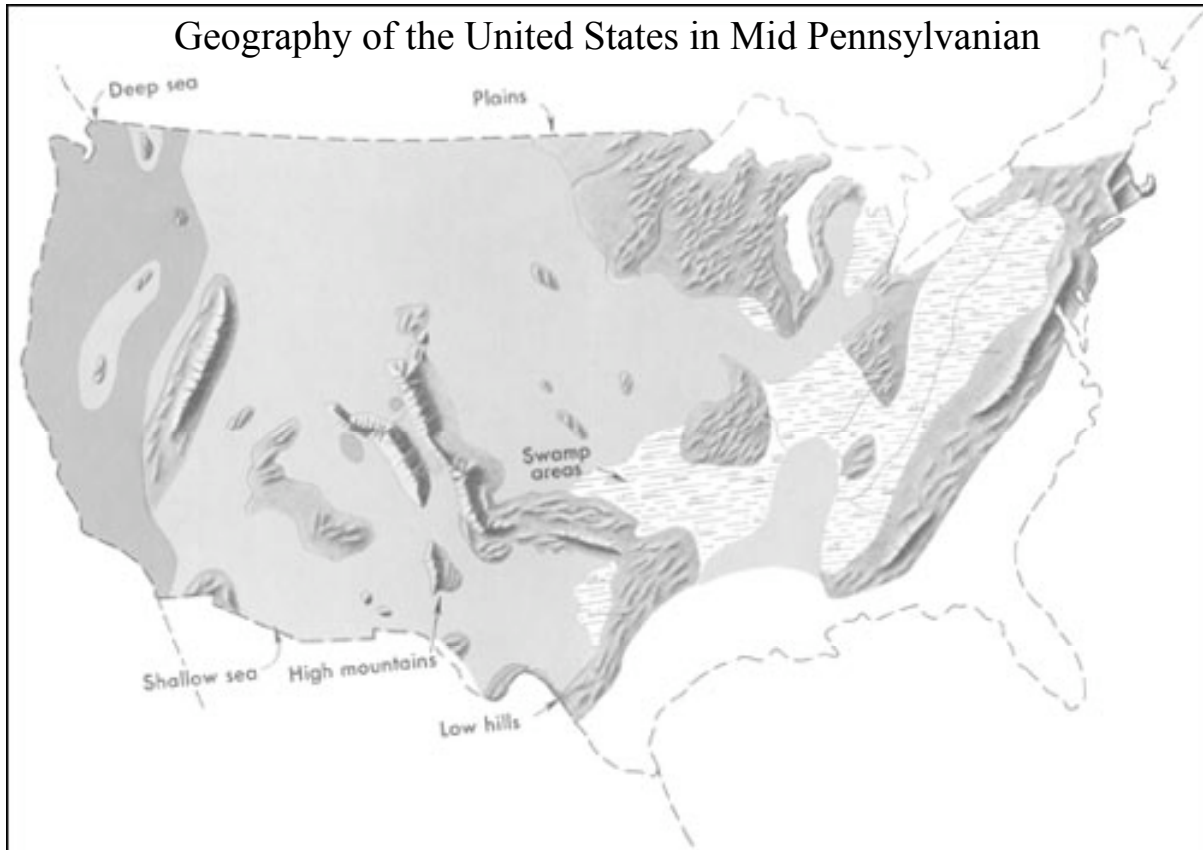 Geography of the United States in Mid Pennsylvanian
Deep sea
Plains
Swamp
areas
Shallow sea
High mountains
Low hills